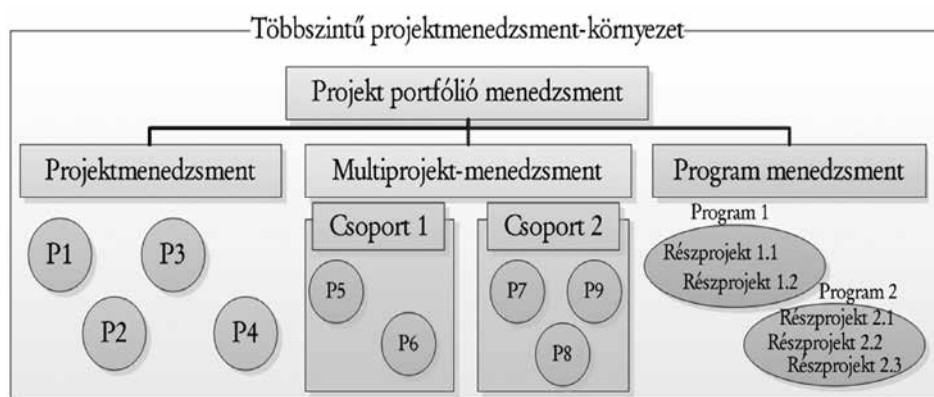 Többszintű projektmenedzsment-környezet
Projekt portfólió menedzsment
Projektmenedzsment
Multiprojekt-menedzsment
Program menedzsment
P1
P3
P2
P4
Csoport 1
P5
P6
Csoport 2
P7
P9
P8
Program 1
Részprojekt 1.1
Részprojekt 1.2
Program 2
Részprojekt 2.1
Részprojekt 2.2
Részprojekt 2.3